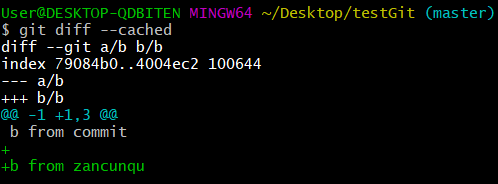 User@DESKTOP-QDBITEN MINGW64 ~/Desktop/testGit (master)
$ git diff --cached
diff --git a/b b/b
index 79084b0..4004ec2 100644
--- a/b
+++ b/b
@@ -1 +1,3 @@
 b from commit
+
+b from zancunqu